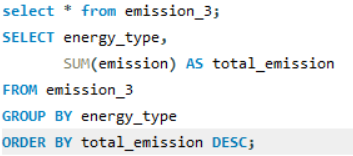 select * from emission_3;
SELECT energy_type,
SUM(emission) AS total_emission
FROM emission_3
GROUP BY energy_type
ORDER BY total_emission DESC;